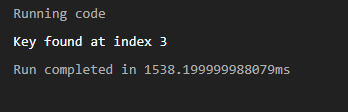 Running code
Key found at index 3
Run completed in 1538.199999988079ms